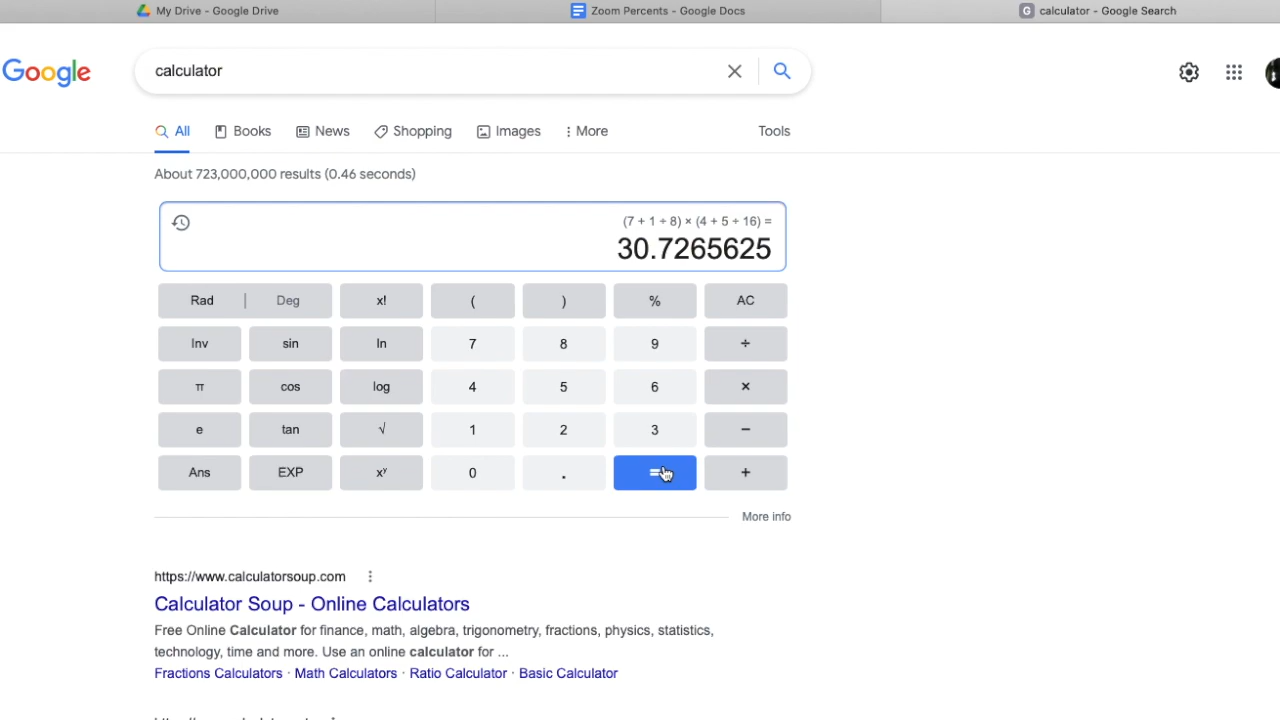 My Drive - Google Drive
Zoom Percents - Google Docs
G calculator - Google Search
Google
calculator
All Books News Shopping Images More Tools
About 723,000,000 results (0.46 seconds)
(7 + 1 ÷ 8) × (4 + 5 ÷ 16) =
30.7265625
Rad | Deg x! ( ) % AC
Inv sin ln 7 8 9 ÷
π cos log 4 5 6 ×
e tan √ 1 2 3 −
Ans EXP xʸ 0 . = +
More info
https://www.calculatorsoup.com
Calculator Soup - Online Calculators
Free Online Calculator for finance, math, algebra, trigonometry, fractions, physics, statistics,
technology, time and more. Use an online calculator for ...
Fractions Calculators · Math Calculators · Ratio Calculator · Basic Calculator